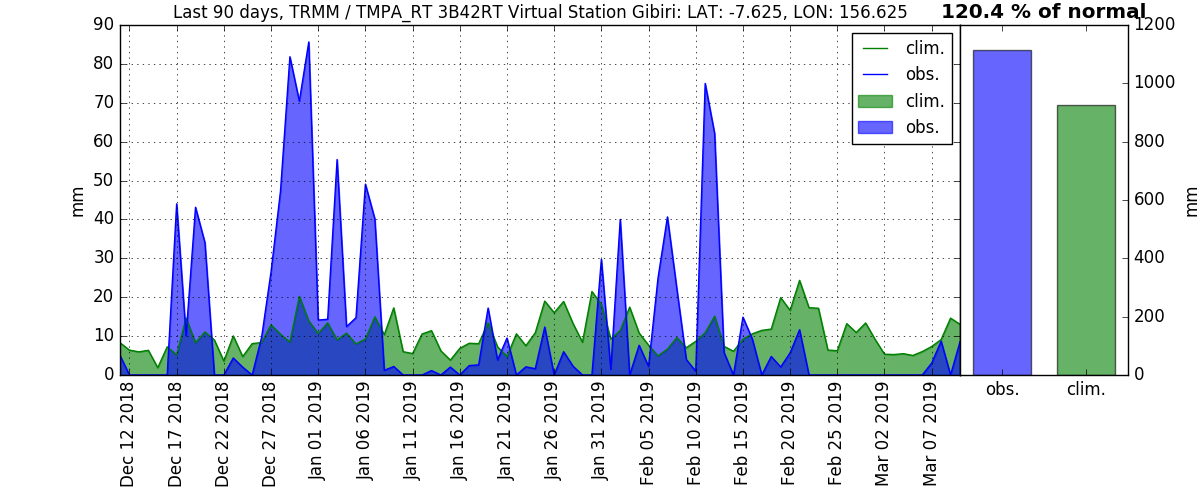 Last 90 days, TRMM / TMPA_RT 3B42RT Virtual Station Gibiri: LAT: -7.625, LON: 156.625
120.4 % of normal
90
80
70
60
50
40
30
20
10
0
mm
clim.
obs.
clim.
obs.
1200
1000
800
600
400
200
0
mm
Dec 12 2018
Dec 17 2018
Dec 22 2018
Dec 27 2018
Jan 01 2019
Jan 06 2019
Jan 11 2019
Jan 16 2019
Jan 21 2019
Jan 26 2019
Jan 31 2019
Feb 05 2019
Feb 10 2019
Feb 15 2019
Feb 20 2019
Feb 25 2019
Mar 02 2019
Mar 07 2019
obs.
clim.